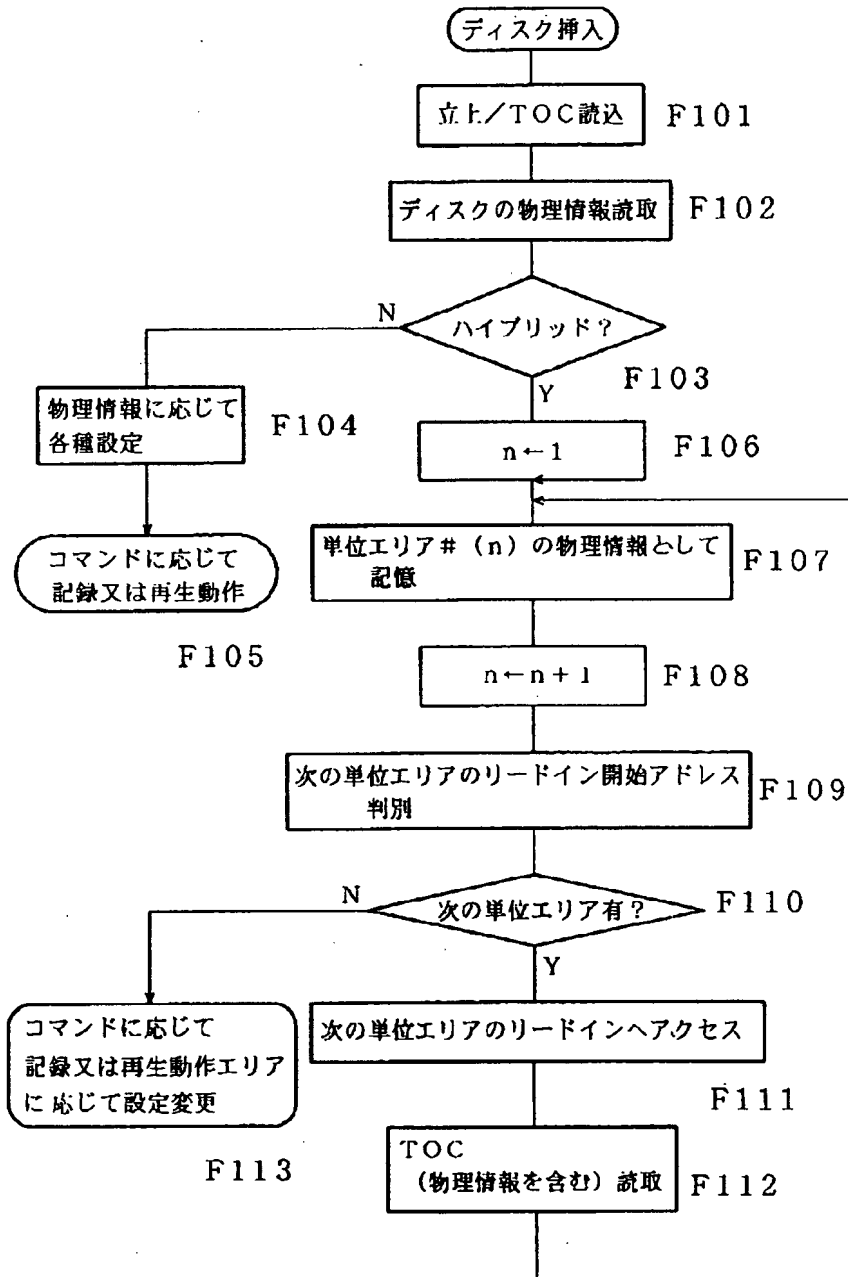 ディスク挿入
立上／TOC読込 F101
ディスクの物理情報読取 F102
ハイブリッド？
N
F103
Y
物理情報に応じて
各種設定
F104
n←1 F106
コマンドに応じて
記録又は再生動作
F105
単位エリア＃（n）の物理情報として
記憶
F107
n←n＋1 F108
次の単位エリアのリードイン開始アドレス
判別
F109
次の単位エリア有？ F110
N
Y
コマンドに応じて
記録又は再生動作エリア
に応じて設定変更
F113
次の単位エリアのリードインへアクセス
F111
TOC
（物理情報を含む）読取
F112